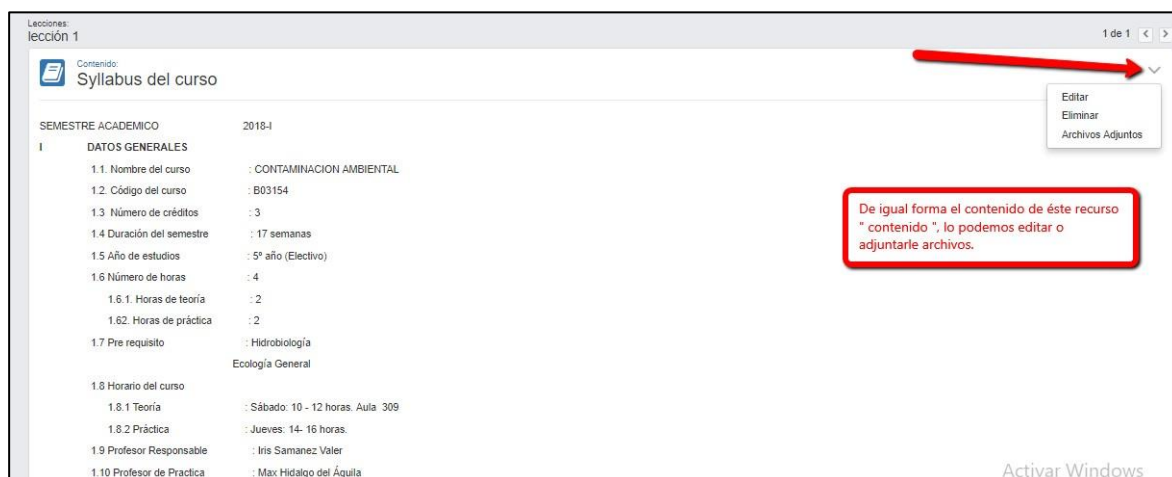 Lecciones:
lección 1
1 de 1
Contenido:
Syllabus del curso
Editar
Eliminar
Archivos Adjuntos
SEMESTRE ACADEMICO 2018-I
I DATOS GENERALES
1.1. Nombre del curso : CONTAMINACION AMBIENTAL
1.2. Código del curso : B03154
1.3 Número de créditos : 3
1.4 Duración del semestre : 17 semanas
1.5 Año de estudios : 5º año (Electivo)
1.6 Número de horas : 4
1.6.1. Horas de teoría : 2
1.62. Horas de práctica : 2
1.7 Pre requisito : Hidrobiología
Ecología General
1.8 Horario del curso
1.8.1 Teoría : Sábado: 10 - 12 horas. Aula 309
1.8.2 Práctica : Jueves: 14- 16 horas.
1.9 Profesor Responsable : Iris Samanez Valer
1.10 Profesor de Practica : Max Hidalgo del Águila
De igual forma el contenido de éste recurso
" contenido ", lo podemos editar o
adjuntarle archivos.
Activar Windows